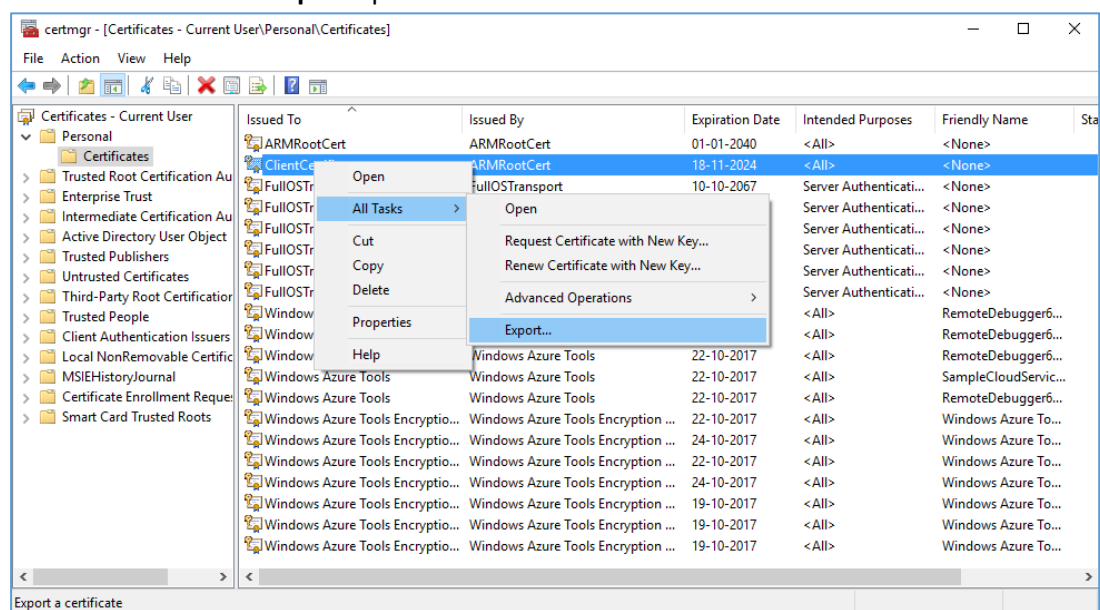 certmgr - [Certificates - Current User\Personal\Certificates]
File Action View Help
Certificates - Current User
Personal
Certificates
Trusted Root Certification Au
Enterprise Trust
Intermediate Certification Au
Active Directory User Object
Trusted Publishers
Untrusted Certificates
Third-Party Root Certification
Trusted People
Client Authentication Issuers
Local NonRemovable Certific
MSIEHistoryJournal
Certificate Enrollment Reques
Smart Card Trusted Roots
Issued To Issued By Expiration Date Intended Purposes Friendly Name Sta
ARMRootCert ARMRootCert 01-01-2040 <All> <None>
ClientCe ARMRootCert 18-11-2024 <All> <None>
FullOSTr FullOSTransport 10-10-2067 Server Authenticati... <None>
FullOSTr Server Authenticati... <None>
FullOSTr Server Authenticati... <None>
FullOSTr Server Authenticati... <None>
FullOSTr Server Authenticati... <None>
FullOSTr Server Authenticati... <None>
Window <All> RemoteDebugger6...
Window <All> RemoteDebugger6...
Window Windows Azure Tools 22-10-2017 <All> RemoteDebugger6...
Windows Azure Tools Windows Azure Tools 22-10-2017 <All> SampleCloudServic...
Windows Azure Tools Windows Azure Tools 22-10-2017 <All> RemoteDebugger6...
Windows Azure Tools Encryptio... Windows Azure Tools Encryption ... 22-10-2017 <All> Windows Azure To...
Windows Azure Tools Encryptio... Windows Azure Tools Encryption ... 24-10-2017 <All> Windows Azure To...
Windows Azure Tools Encryptio... Windows Azure Tools Encryption ... 22-10-2017 <All> Windows Azure To...
Windows Azure Tools Encryptio... Windows Azure Tools Encryption ... 24-10-2017 <All> Windows Azure To...
Windows Azure Tools Encryptio... Windows Azure Tools Encryption ... 19-10-2017 <All> Windows Azure To...
Windows Azure Tools Encryptio... Windows Azure Tools Encryption ... 19-10-2017 <All> Windows Azure To...
Windows Azure Tools Encryptio... Windows Azure Tools Encryption ... 19-10-2017 <All> Windows Azure To...
Open
All Tasks
Cut
Copy
Delete
Properties
Help
Open
Request Certificate with New Key...
Renew Certificate with New Key...
Advanced Operations
Export...
Export a certificate